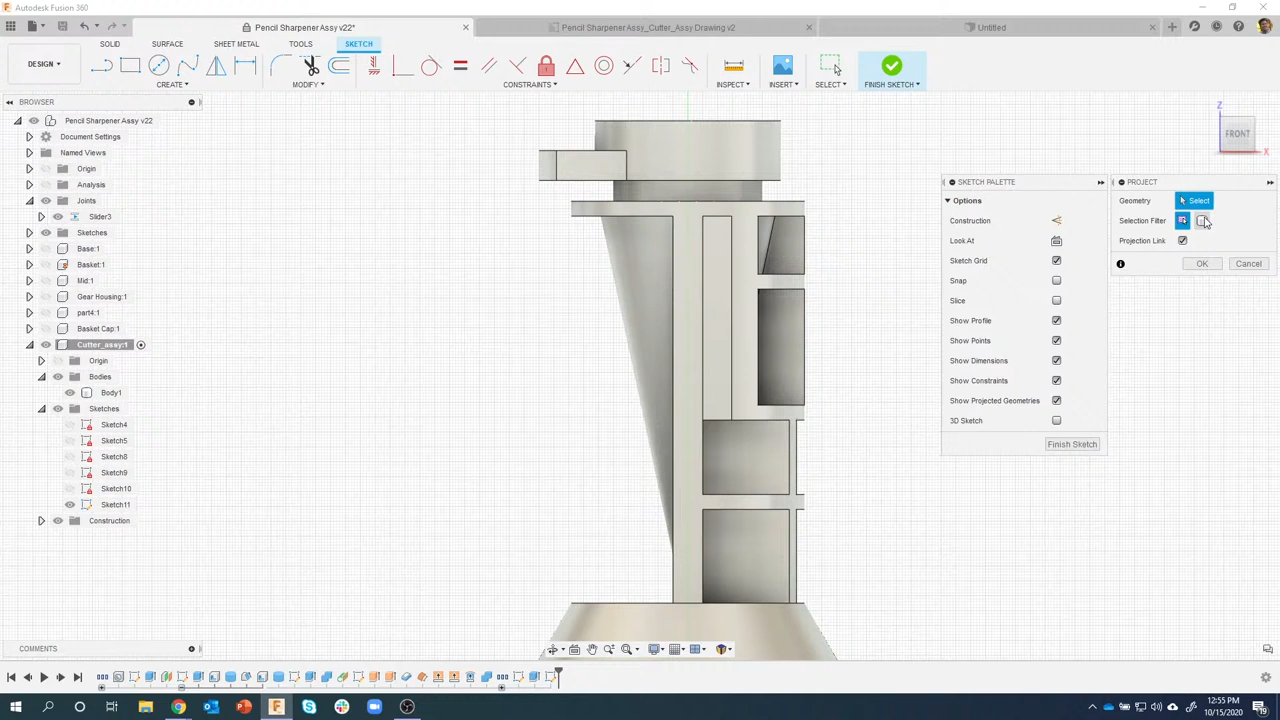 Autodesk Fusion 360
Pencil Sharpener Assy v22*
Pencil Sharpener Assy_Cutter_Assy Drawing v2
Untitled
DESIGN
SOLID
SURFACE
SHEET METAL
TOOLS
SKETCH
CREATE
MODIFY
CONSTRAINTS
INSPECT
INSERT
SELECT
FINISH SKETCH
BROWSER
Pencil Sharpener Assy v22
Document Settings
Named Views
Origin
Analysis
Joints
Slider3
Sketches
Base:1
Basket:1
Mid:1
Gear Housing:1
part4:1
Basket Cap:1
Cutter_assy:1
Origin
Bodies
Body1
Sketches
Sketch4
Sketch5
Sketch8
Sketch9
Sketch10
Sketch11
Construction
COMMENTS
Z
FRONT
X
SKETCH PALETTE
Options
Construction
Look At
Sketch Grid
Snap
Slice
Show Profile
Show Points
Show Dimensions
Show Constraints
Show Projected Geometries
3D Sketch
Finish Sketch
PROJECT
Geometry
Select
Selection Filter
Projection Link
OK
Cancel
12:55 PM
10/15/2020
19